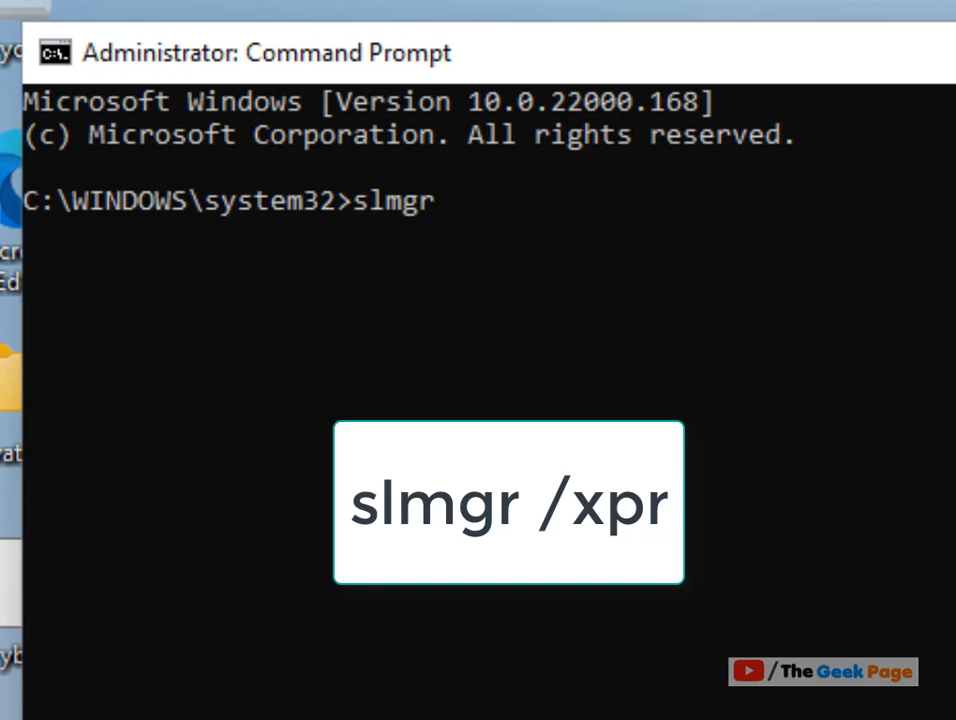 Administrator: Command Prompt
Microsoft Windows [Version 10.0.22000.168]
(c) Microsoft Corporation. All rights reserved.
C:\WINDOWS\system32>slmgr
slmgr /xpr
/The Geek Page